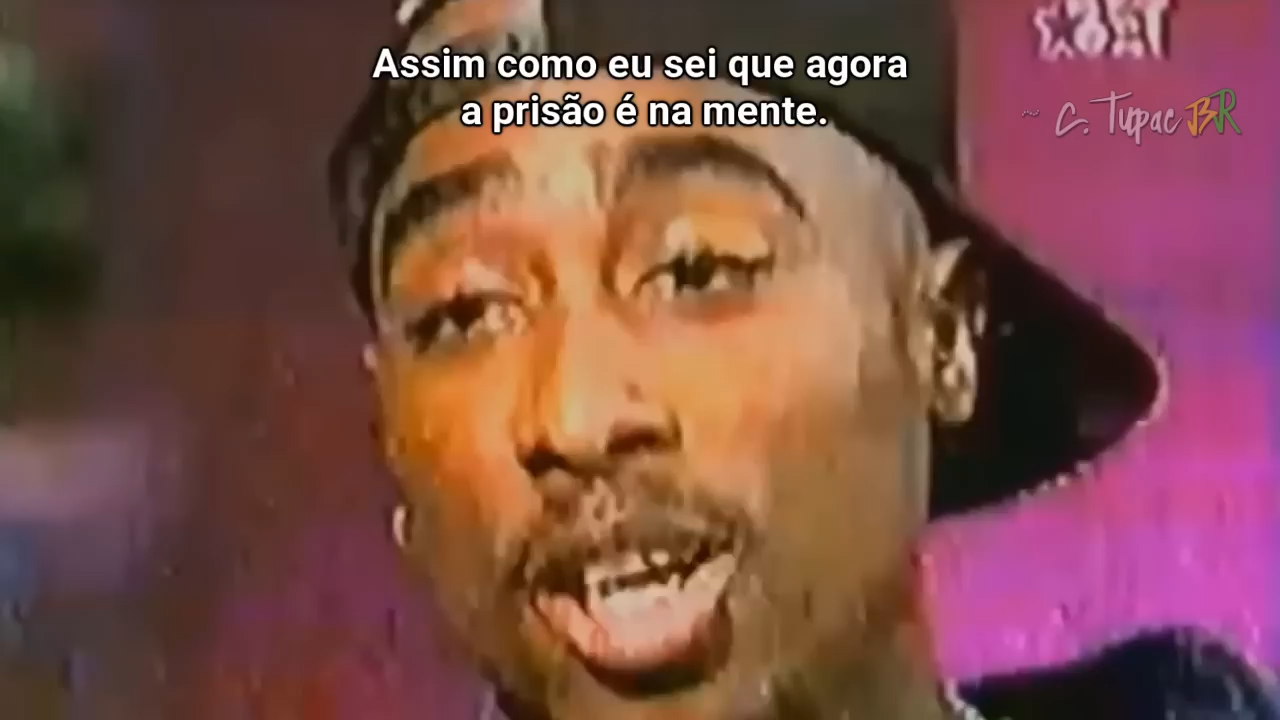 Assim como eu sei que agora
a prisão é na mente.
~ C. Tupac BR